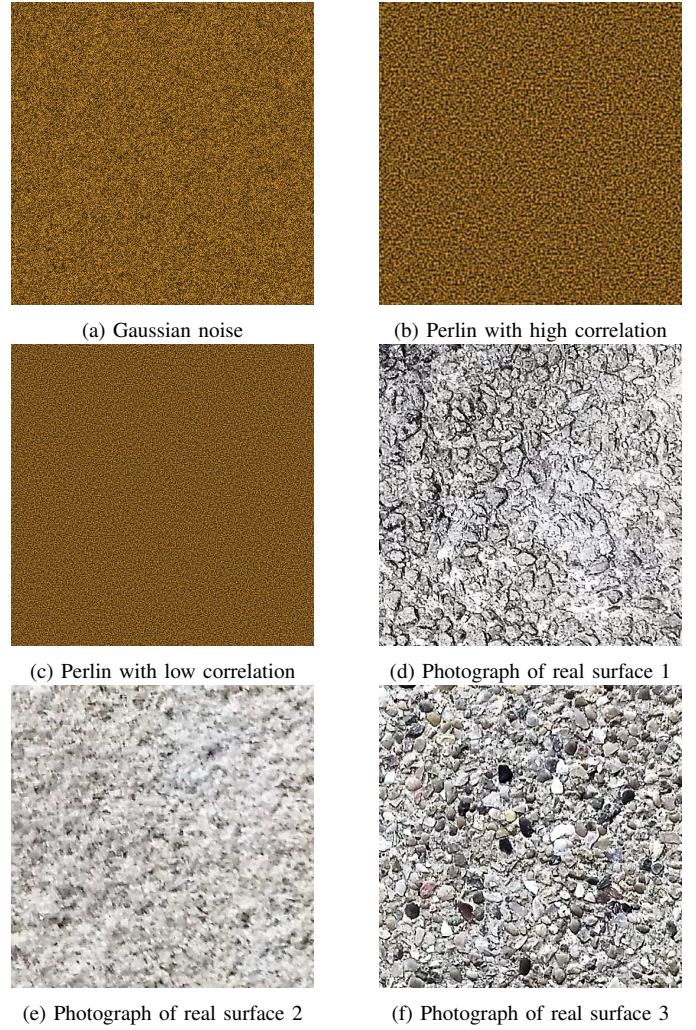 (a) Gaussian noise
(b) Perlin with high correlation
(c) Perlin with low correlation
(d) Photograph of real surface 1
(e) Photograph of real surface 2
(f) Photograph of real surface 3